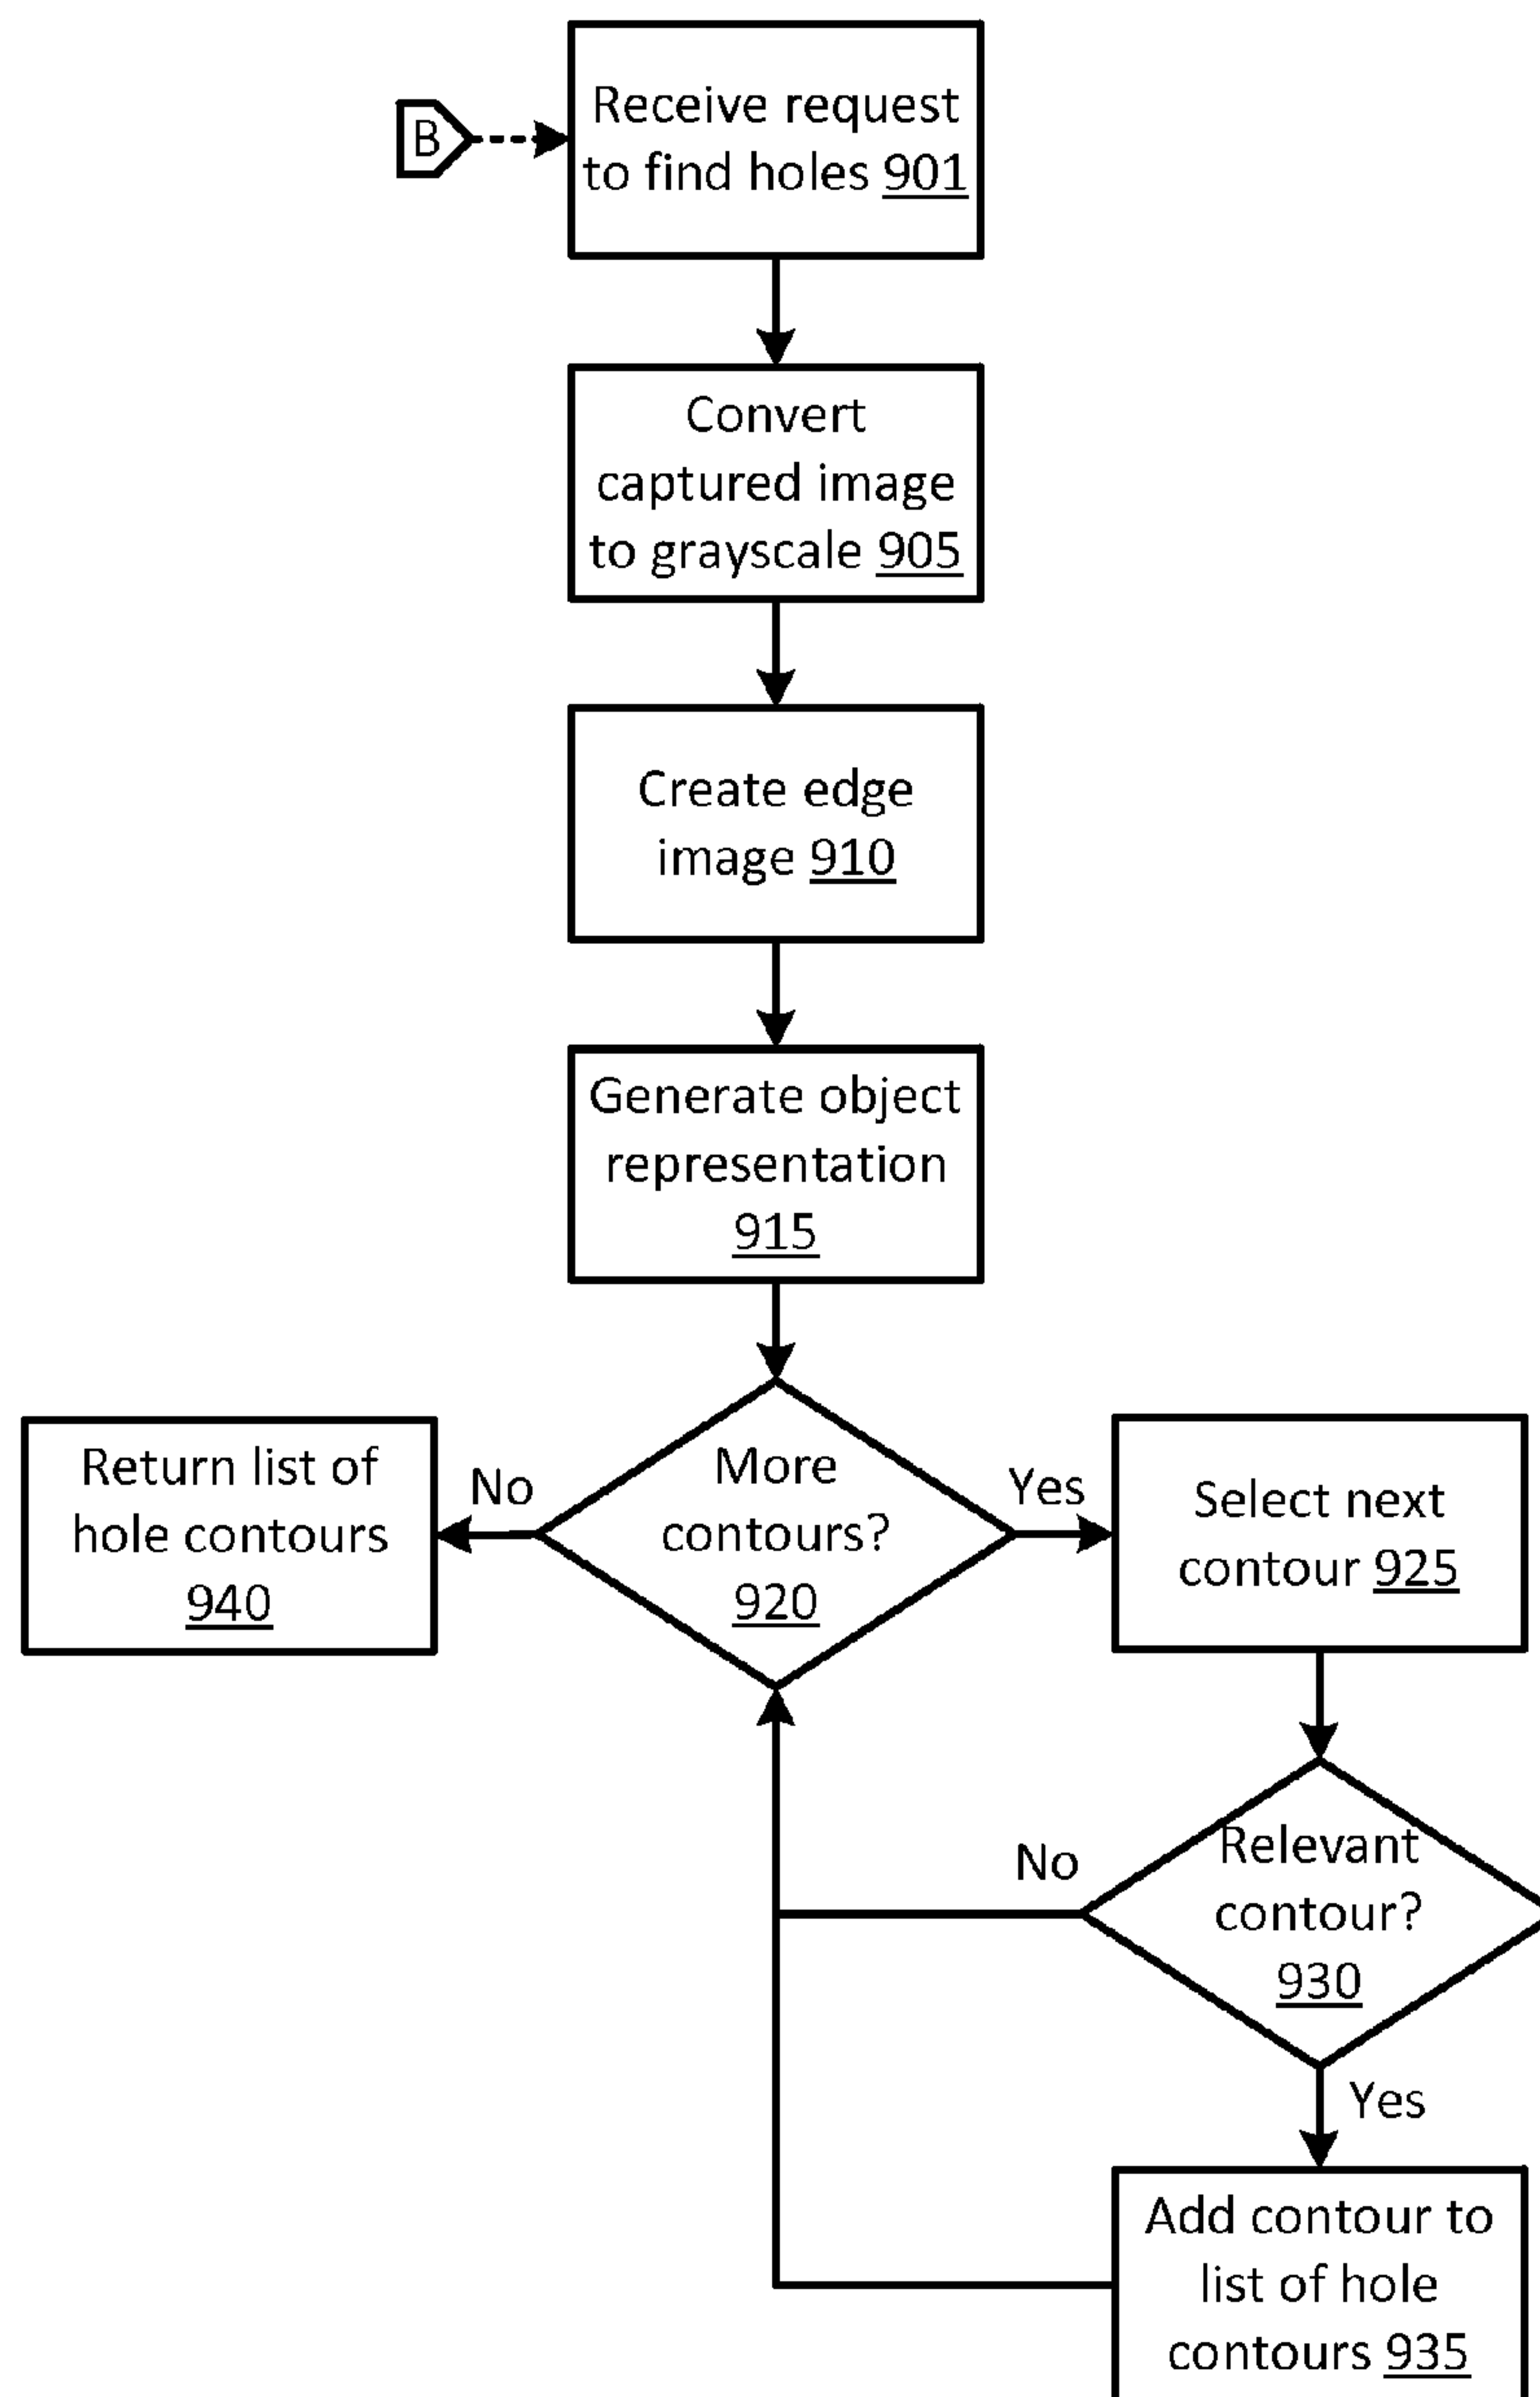 B
Receive request
to find holes 901
Convert
captured image
to grayscale 905
Create edge
image 910
Generate object
representation
915
Return list of
hole contours
940
No
More
contours?
920
Yes
Select next
contour 925
No
Relevant
contour?
930
Yes
Add contour to
list of hole
contours 935